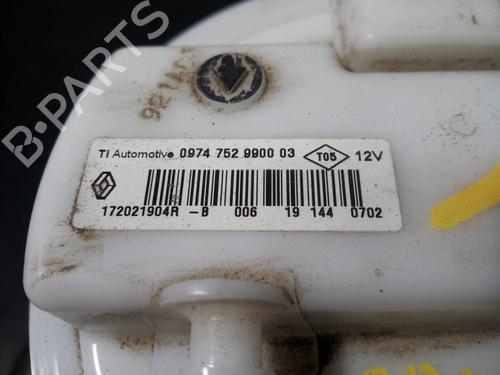 B-PARTS
TI Automotive 0974 752 9900 03 T05 12V
172021904R -B 006 19 144 0702